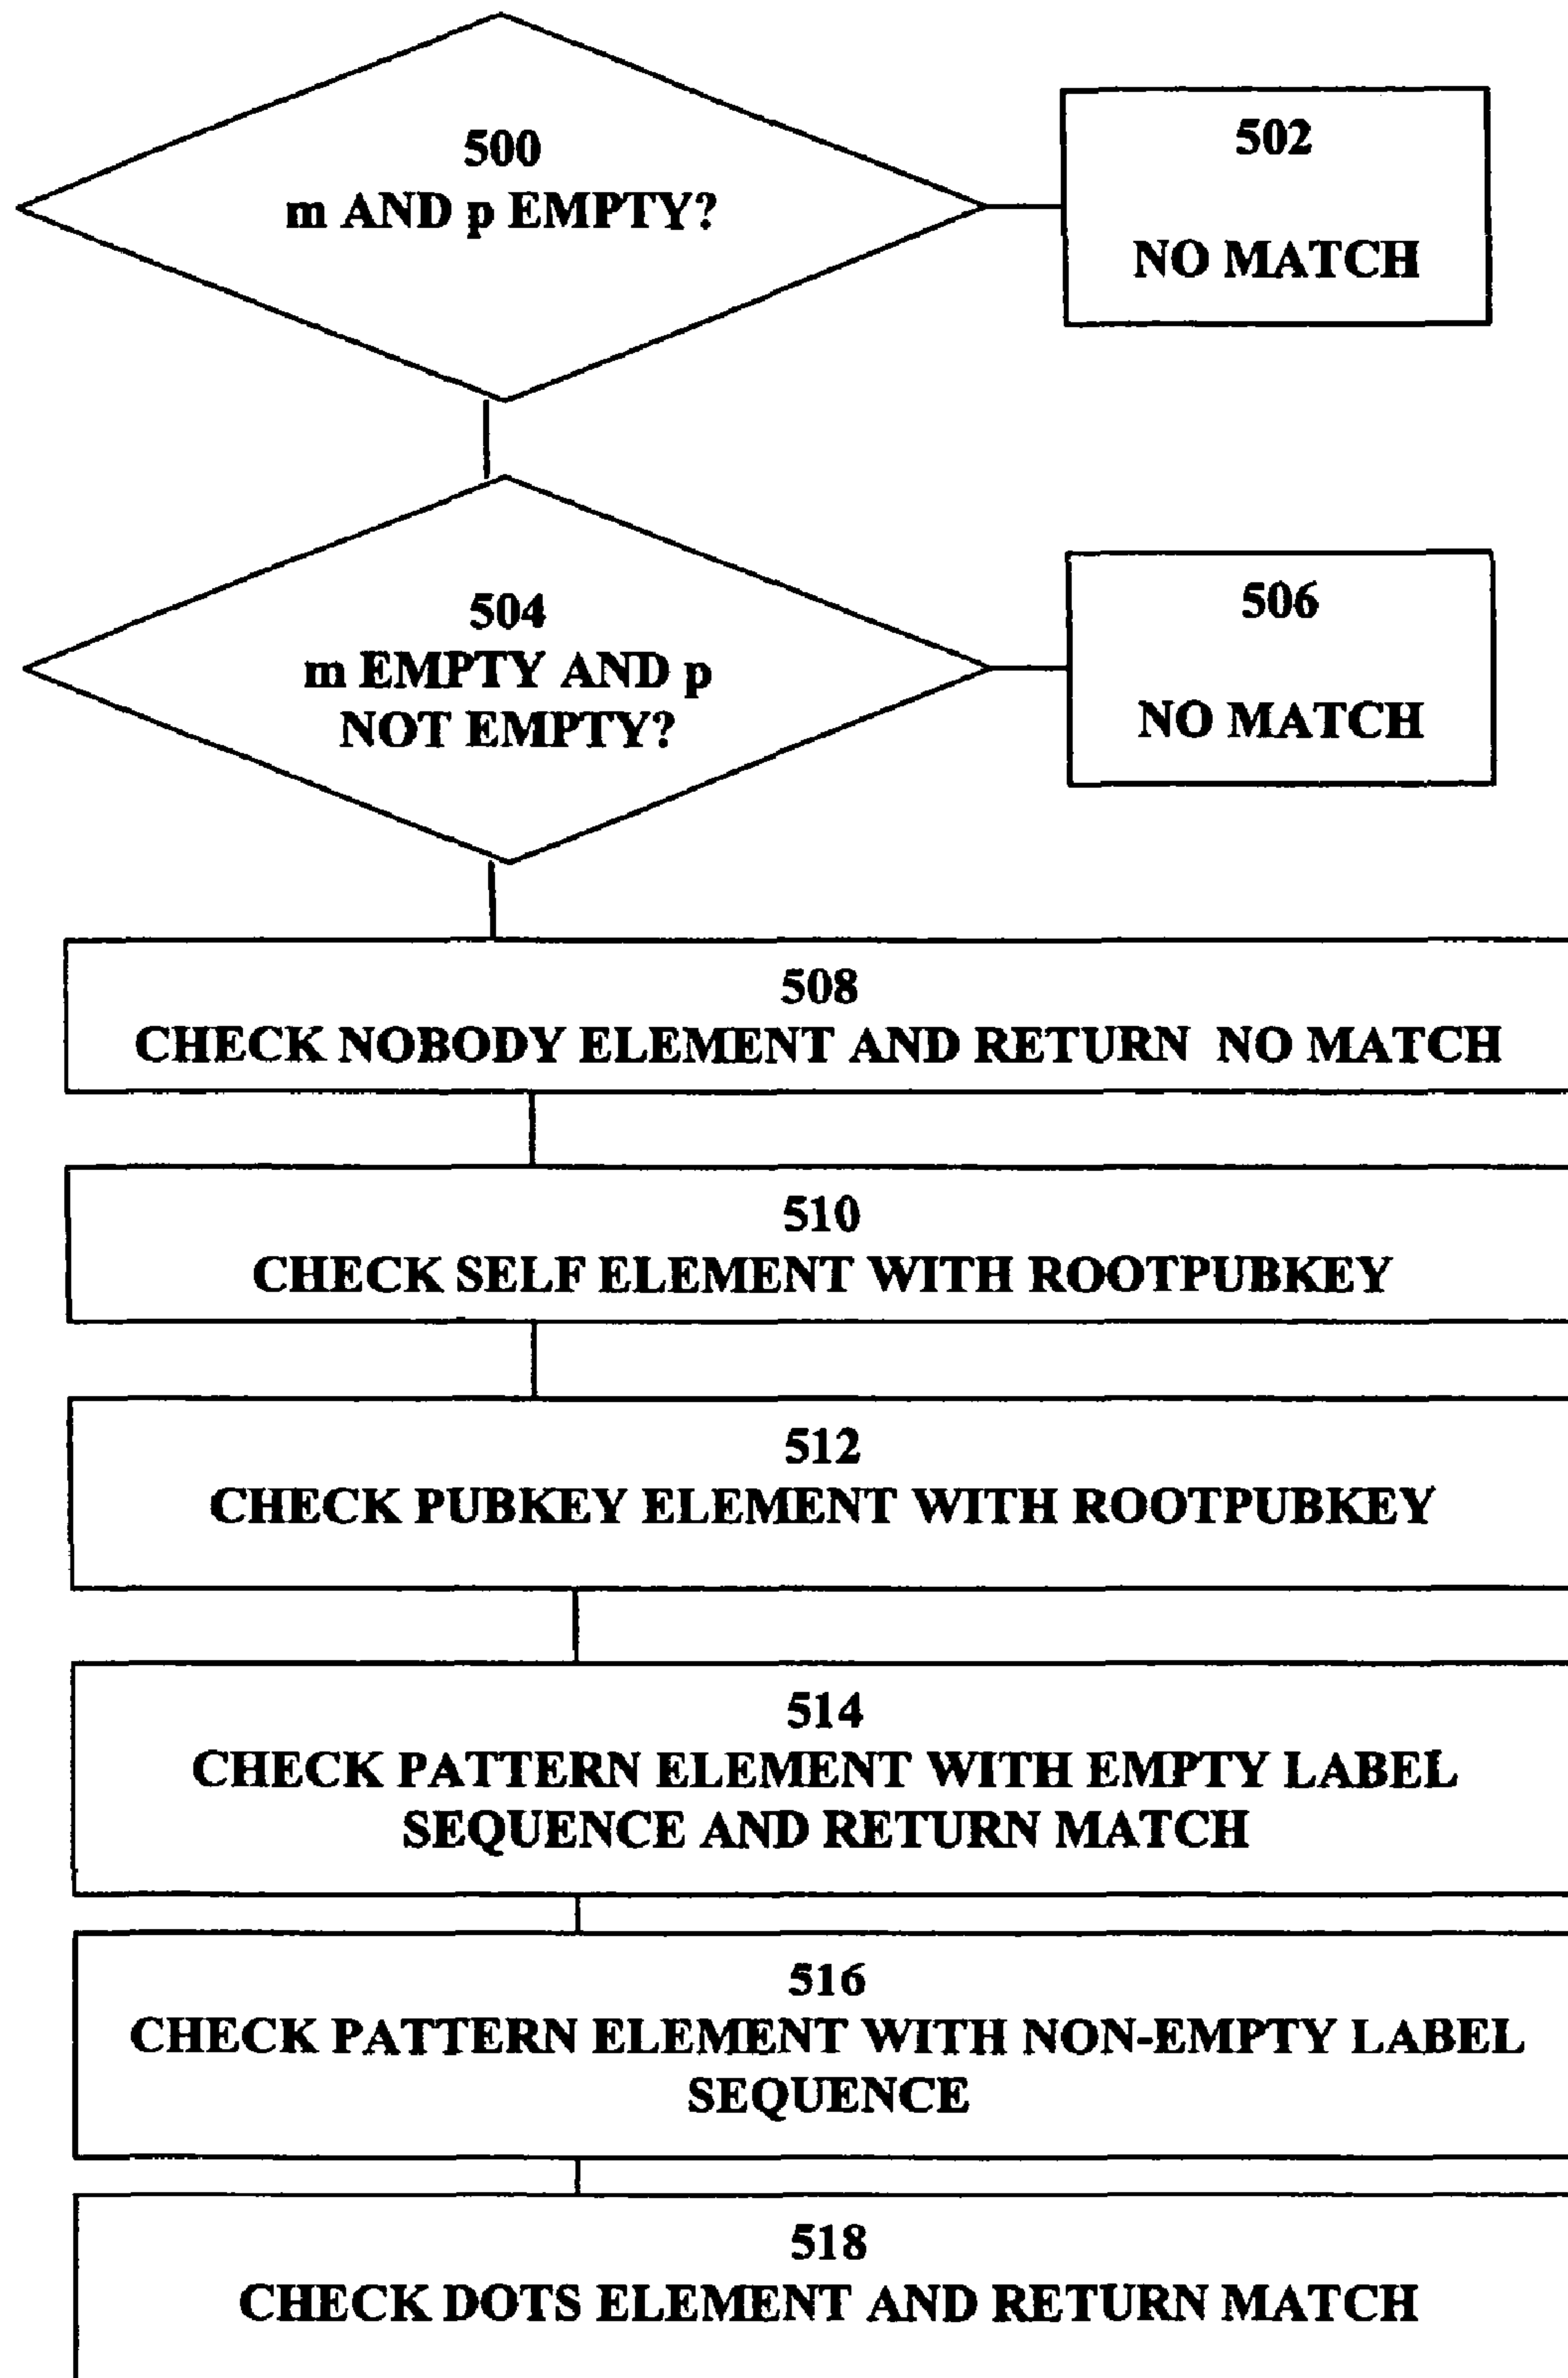 500
m AND p EMPTY?
502
NO MATCH
504
m EMPTY AND p
NOT EMPTY?
506
NO MATCH
508
CHECK NOBODY ELEMENT AND RETURN NO MATCH
510
CHECK SELF ELEMENT WITH ROOTPUBKEY
512
CHECK PUBKEY ELEMENT WITH ROOTPUBKEY
514
CHECK PATTERN ELEMENT WITH EMPTY LABEL
SEQUENCE AND RETURN MATCH
516
CHECK PATTERN ELEMENT WITH NON-EMPTY LABEL
SEQUENCE
518
CHECK DOTS ELEMENT AND RETURN MATCH